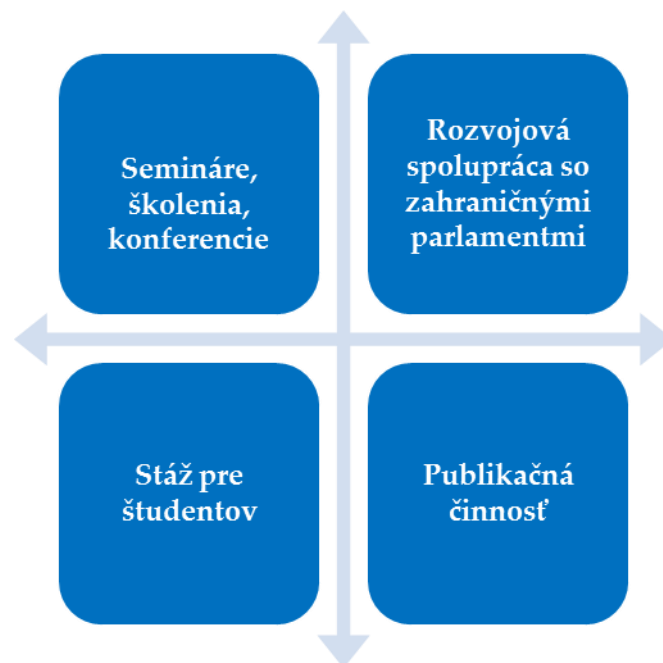 Semináre,
školenia,
konferencie
Rozvojová
spolupráca so
zahraničnými
parlamentmi
Stáž pre
študentov
Publikačná
činnosť